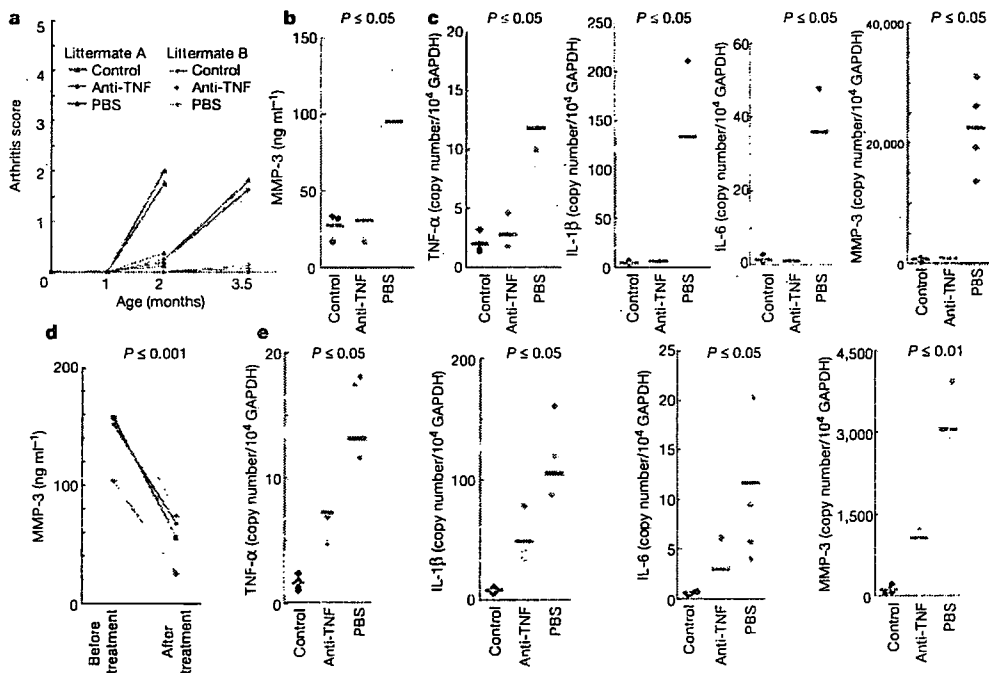 a
5
4
3
2
1
0
Arthritis score
Littermate A
Control
Anti-TNF
PBS
Littermate B
Control
Anti-TNF
PBS
0
1
2
3.5
Age (months)
b
P ≤ 0.05
150
100
50
0
MMP-3 (ng ml⁻¹)
Control
Anti-TNF
PBS
c
P ≤ 0.05
20
15
10
5
0
TNF-α (copy number/10⁴ GAPDH)
Control
Anti-TNF
PBS
P ≤ 0.05
250
200
150
100
50
0
IL-1β (copy number/10⁴ GAPDH)
Control
Anti-TNF
PBS
P ≤ 0.05
60
40
20
0
IL-6 (copy number/10⁴ GAPDH)
Control
Anti-TNF
PBS
P ≤ 0.05
40,000
20,000
0
MMP-3 (copy number/10⁴ GAPDH)
Control
Anti-TNF
PBS
d
P ≤ 0.001
200
100
0
MMP-3 (ng ml⁻¹)
Before
treatment
After
treatment
e
P ≤ 0.05
20
10
0
TNF-α (copy number/10⁴ GAPDH)
Control
Anti-TNF
PBS
P ≤ 0.05
200
100
0
IL-1β (copy number/10⁴ GAPDH)
Control
Anti-TNF
PBS
P ≤ 0.05
25
20
15
10
5
0
IL-6 (copy number/10⁴ GAPDH)
Control
Anti-TNF
PBS
P ≤ 0.01
4,500
3,000
1,500
0
MMP-3 (copy number/10⁴ GAPDH)
Control
Anti-TNF
PBS